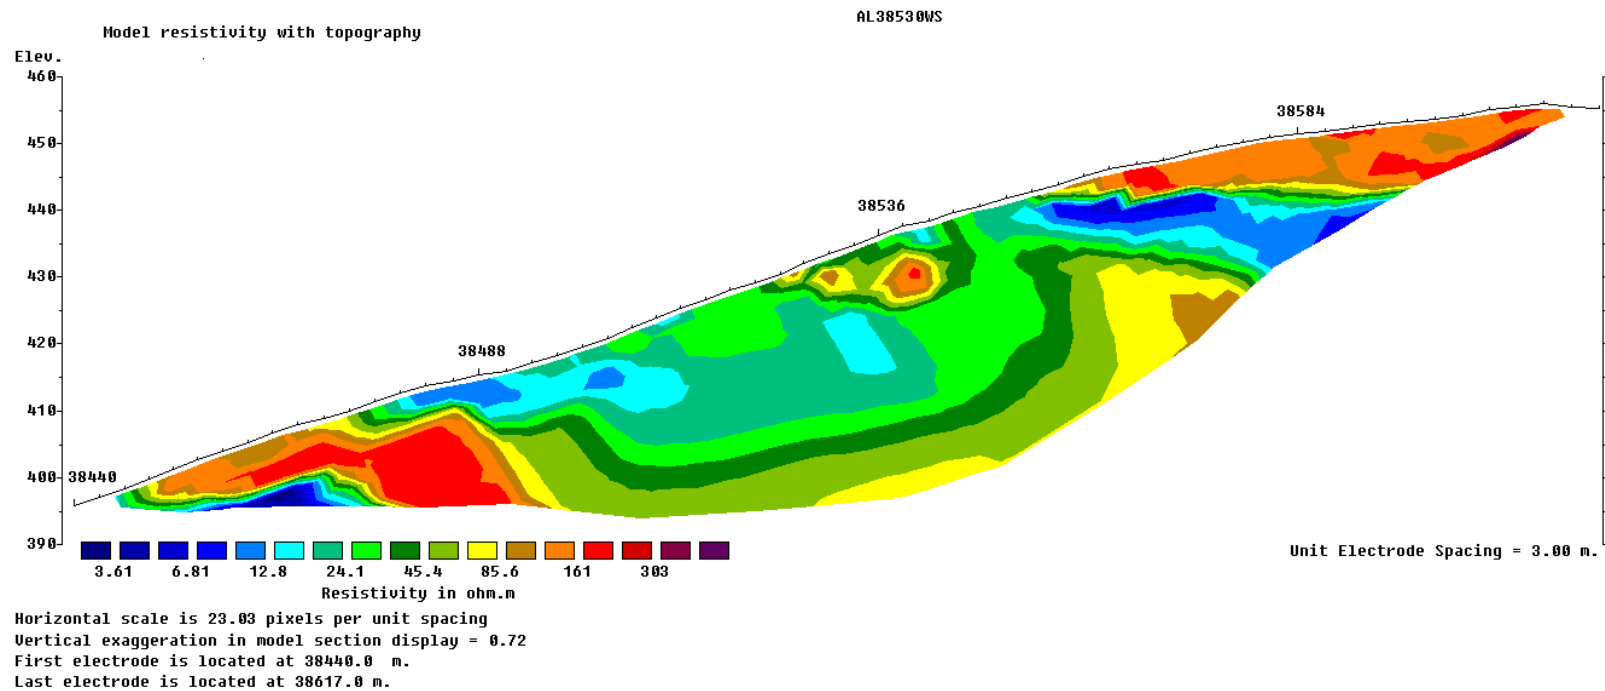 AL38530WS
Model resistivity with topography
Elev.
460
450
440
430
420
410
400
390
38440
38488
38536
38584
3.61 6.81 12.8 24.1 45.4 85.6 161 303
Resistivity in ohm.m
Unit Electrode Spacing = 3.00 m.
Horizontal scale is 23.03 pixels per unit spacing
Vertical exaggeration in model section display = 0.72
First electrode is located at 38440.0 m.
Last electrode is located at 38617.0 m.